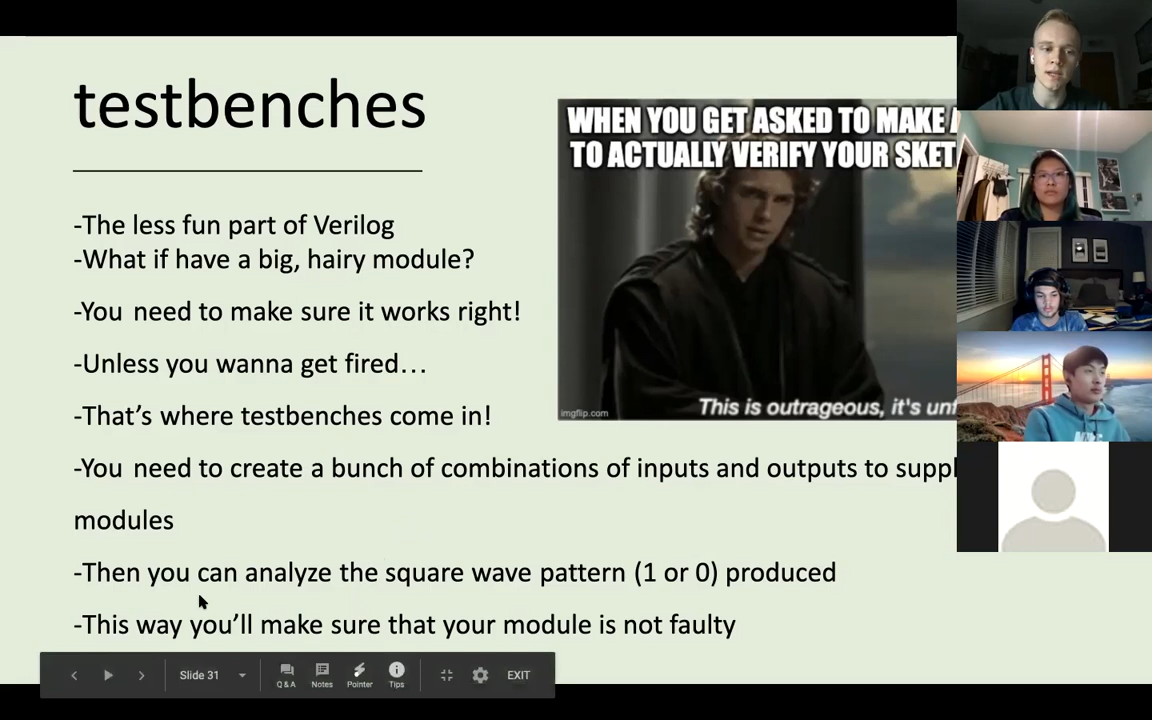 testbenches
WHEN YOU GET ASKED TO MAKE
TO ACTUALLY VERIFY YOUR
-The less fun part of Verilog
-What if have a big, hairy module?
-You need to make sure it works right!
-Unless you wanna get fired…
-That’s where testbenches come in!
imgflip.com
This is outrageous, it's
-You need to create a bunch of combinations of inputs and outputs to
modules
-Then you can analyze the square wave pattern (1 or 0) produced
-This way you’ll make sure that your module is not faulty
Slide 31
Q & A
Notes
Pointer
Tips
EXIT